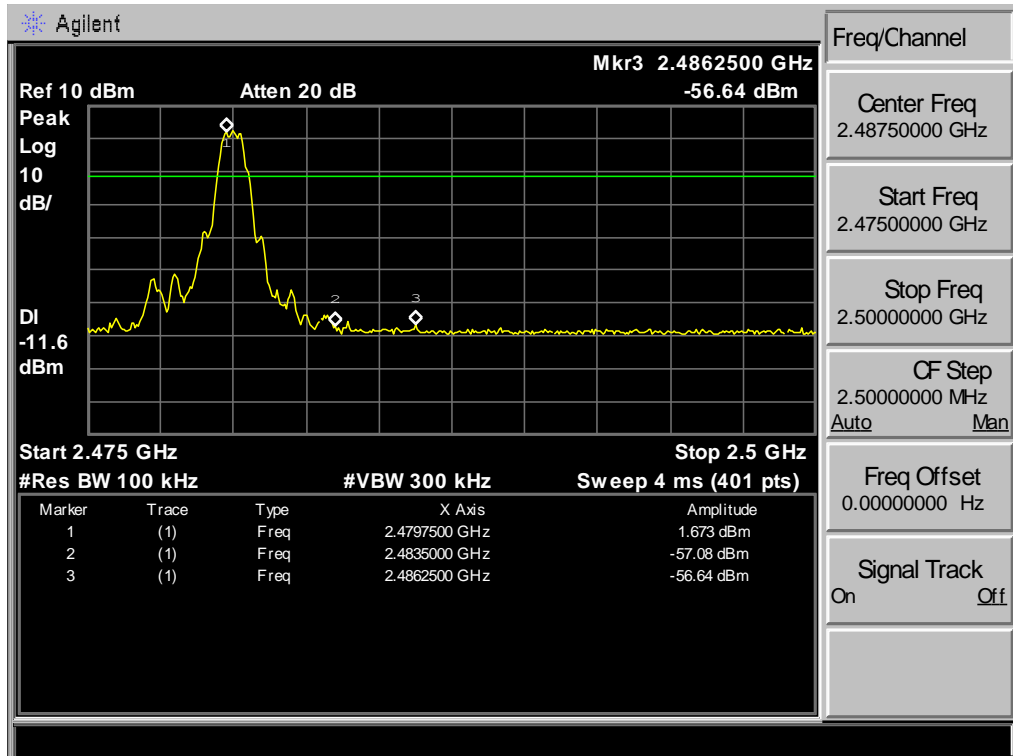 Agilent
Freq/Channel
Mkr3 2.4862500 GHz
Ref 10 dBm Atten 20 dB -56.64 dBm
Peak
Log
10
dB/
1
2 3
DI
-11.6
dBm
Start 2.475 GHz Stop 2.5 GHz
#Res BW 100 kHz #VBW 300 kHz Sweep 4 ms (401 pts)
Marker Trace Type X Axis Amplitude
1 (1) Freq 2.4797500 GHz 1.673 dBm
2 (1) Freq 2.4835000 GHz -57.08 dBm
3 (1) Freq 2.4862500 GHz -56.64 dBm
Center Freq
2.48750000 GHz
Start Freq
2.47500000 GHz
Stop Freq
2.50000000 GHz
CF Step
2.50000000 MHz
Auto Man
Freq Offset
0.00000000 Hz
Signal Track
On Off